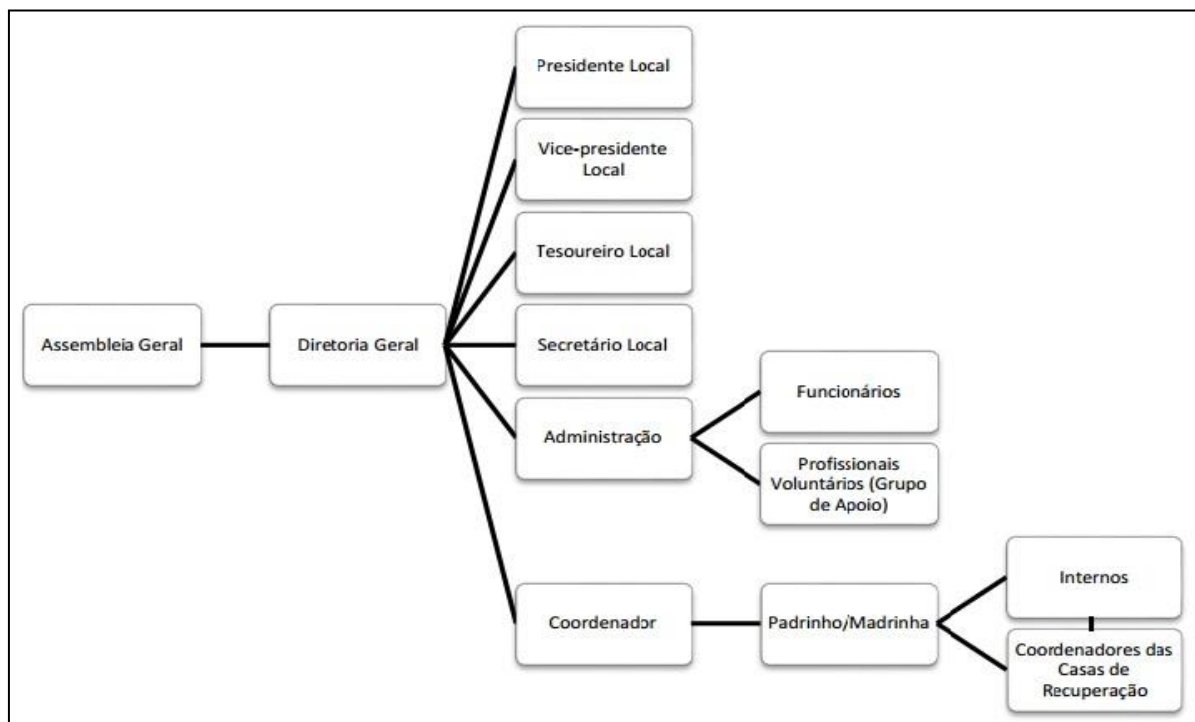 Presidente Local
Vice-presidente
Local
Tesoureiro Local
Assembleia Geral
Diretoria Geral
Secretário Local
Funcionários
Administração
Profissionais
Voluntários (Grupo
de Apoio)
Internos
Coordenador
Padrinho/Madrinha
Coordenadores das
Casas de
Recuperação